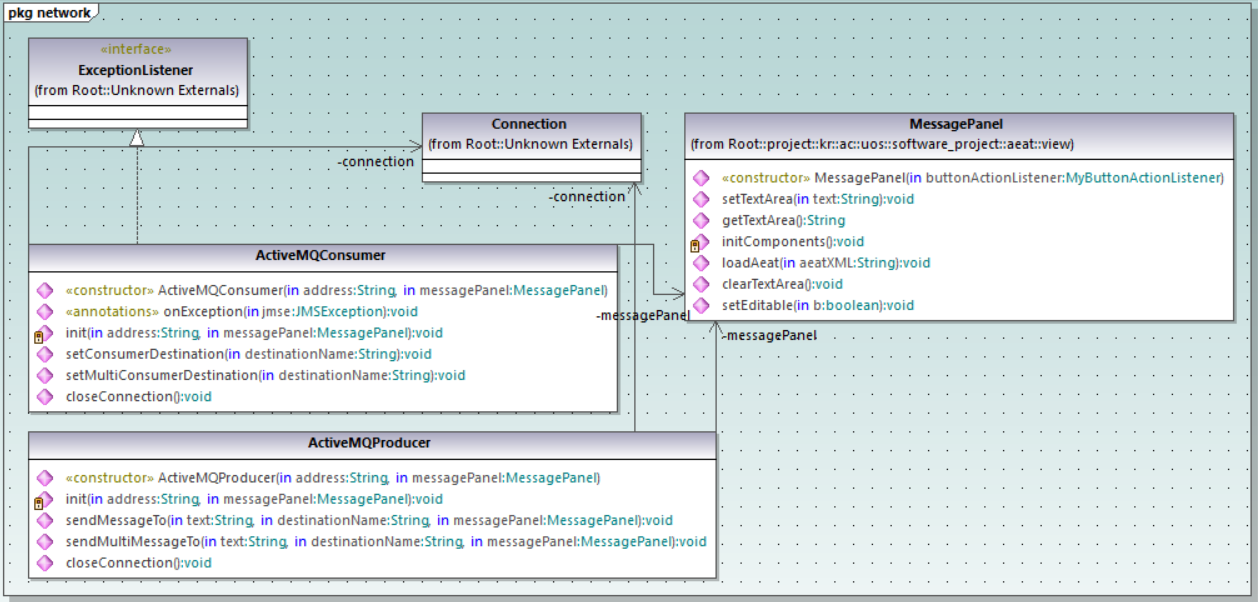 pkg network
«interface»
ExceptionListener
(from Root::Unknown Externals)
Connection
(from Root::Unknown Externals)
-connection
-connection
MessagePanel
(from Root::project::kr::ac::uos::software_project::aeat::view)
«constructor» MessagePanel(in buttonActionListener:MyButtonActionListener)
setTextArea(in text:String):void
getTextArea():String
initComponents():void
loadAeat(in aeatXML:String):void
clearTextArea():void
setEditable(in b:boolean):void
-messagePanel
-messagePanel
ActiveMQConsumer
«constructor» ActiveMQConsumer(in address:String, in messagePanel:MessagePanel)
«annotations» onException(in jmse:JMSException):void
init(in address:String, in messagePanel:MessagePanel):void
setConsumerDestination(in destinationName:String):void
setMultiConsumerDestination(in destinationName:String):void
closeConnection():void
ActiveMQProducer
«constructor» ActiveMQProducer(in address:String, in messagePanel:MessagePanel)
init(in address:String, in messagePanel:MessagePanel):void
sendMessageTo(in text:String, in destinationName:String, in messagePanel:MessagePanel):void
sendMultiMessageTo(in text:String, in destinationName:String, in messagePanel:MessagePanel):void
closeConnection():void